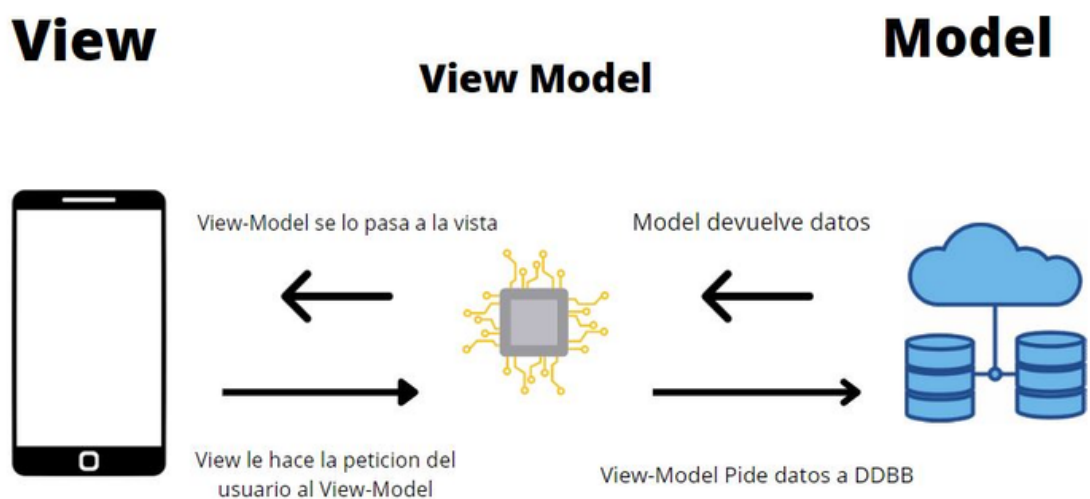 View
Model
View Model
View-Model se lo pasa a la vista
Model devuelve datos
View le hace la peticion del
usuario al View-Model
View-Model Pide datos a DDBB